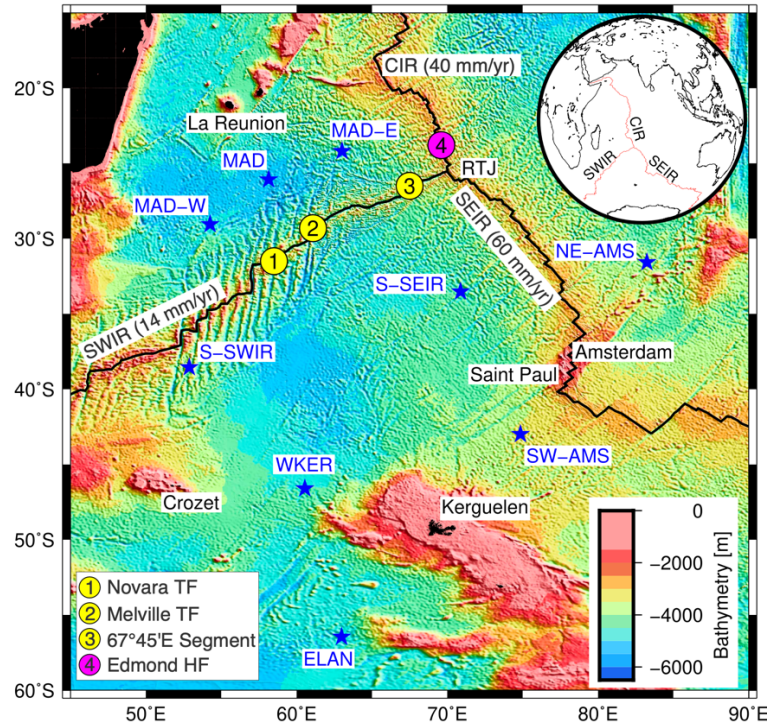 CIR (40 mm/yr)
20°S
La Reunion
MAD-E
MAD
4
RTJ
3
MAD-W
2
30°S
1
SEIR (60 mm/yr)
NE-AMS
S-SEIR
SWIR (14 mm/yr)
S-SWIR
Amsterdam
Saint Paul
40°S
SW-AMS
WKER
Crozet
Kerguelen
50°S
ELAN
60°S
50°E
60°E
70°E
80°E
90°E
CIR
SWIR
SEIR
1 Novara TF
2 Melville TF
3 67°45'E Segment
4 Edmond HF
0
-2000
-4000
-6000
Bathymetry [m]